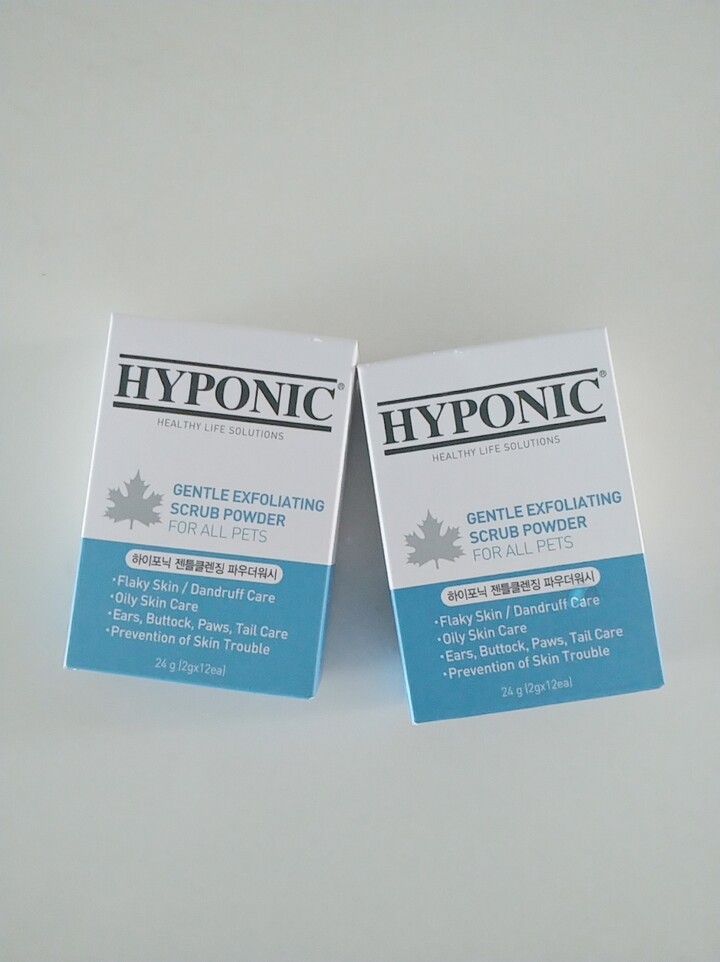 HYPONIC®
HEALTHY LIFE SOLUTIONS
GENTLE EXFOLIATING
SCRUB POWDER
FOR ALL PETS
하이포닉 젠틀클렌징 파우더워시
•Flaky Skin / Dandruff Care
•Oily Skin Care
•Ears, Buttock, Paws, Tail Care
•Prevention of Skin Trouble
24 g (2gx12ea)
HYPONIC®
HEALTHY LIFE SOLUTIONS
GENTLE EXFOLIATING
SCRUB POWDER
FOR ALL PETS
하이포닉 젠틀클렌징 파우더워시
•Flaky Skin / Dandruff Care
•Oily Skin Care
•Ears, Buttock, Paws, Tail Care
•Prevention of Skin Trouble
24 g (2gx12ea)